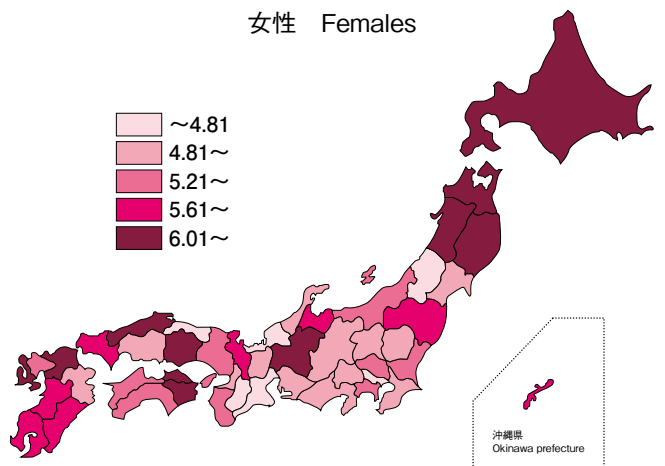 女性 Females
～4.81
4.81～
5.21～
5.61～
6.01～
沖縄県
Okinawa prefecture